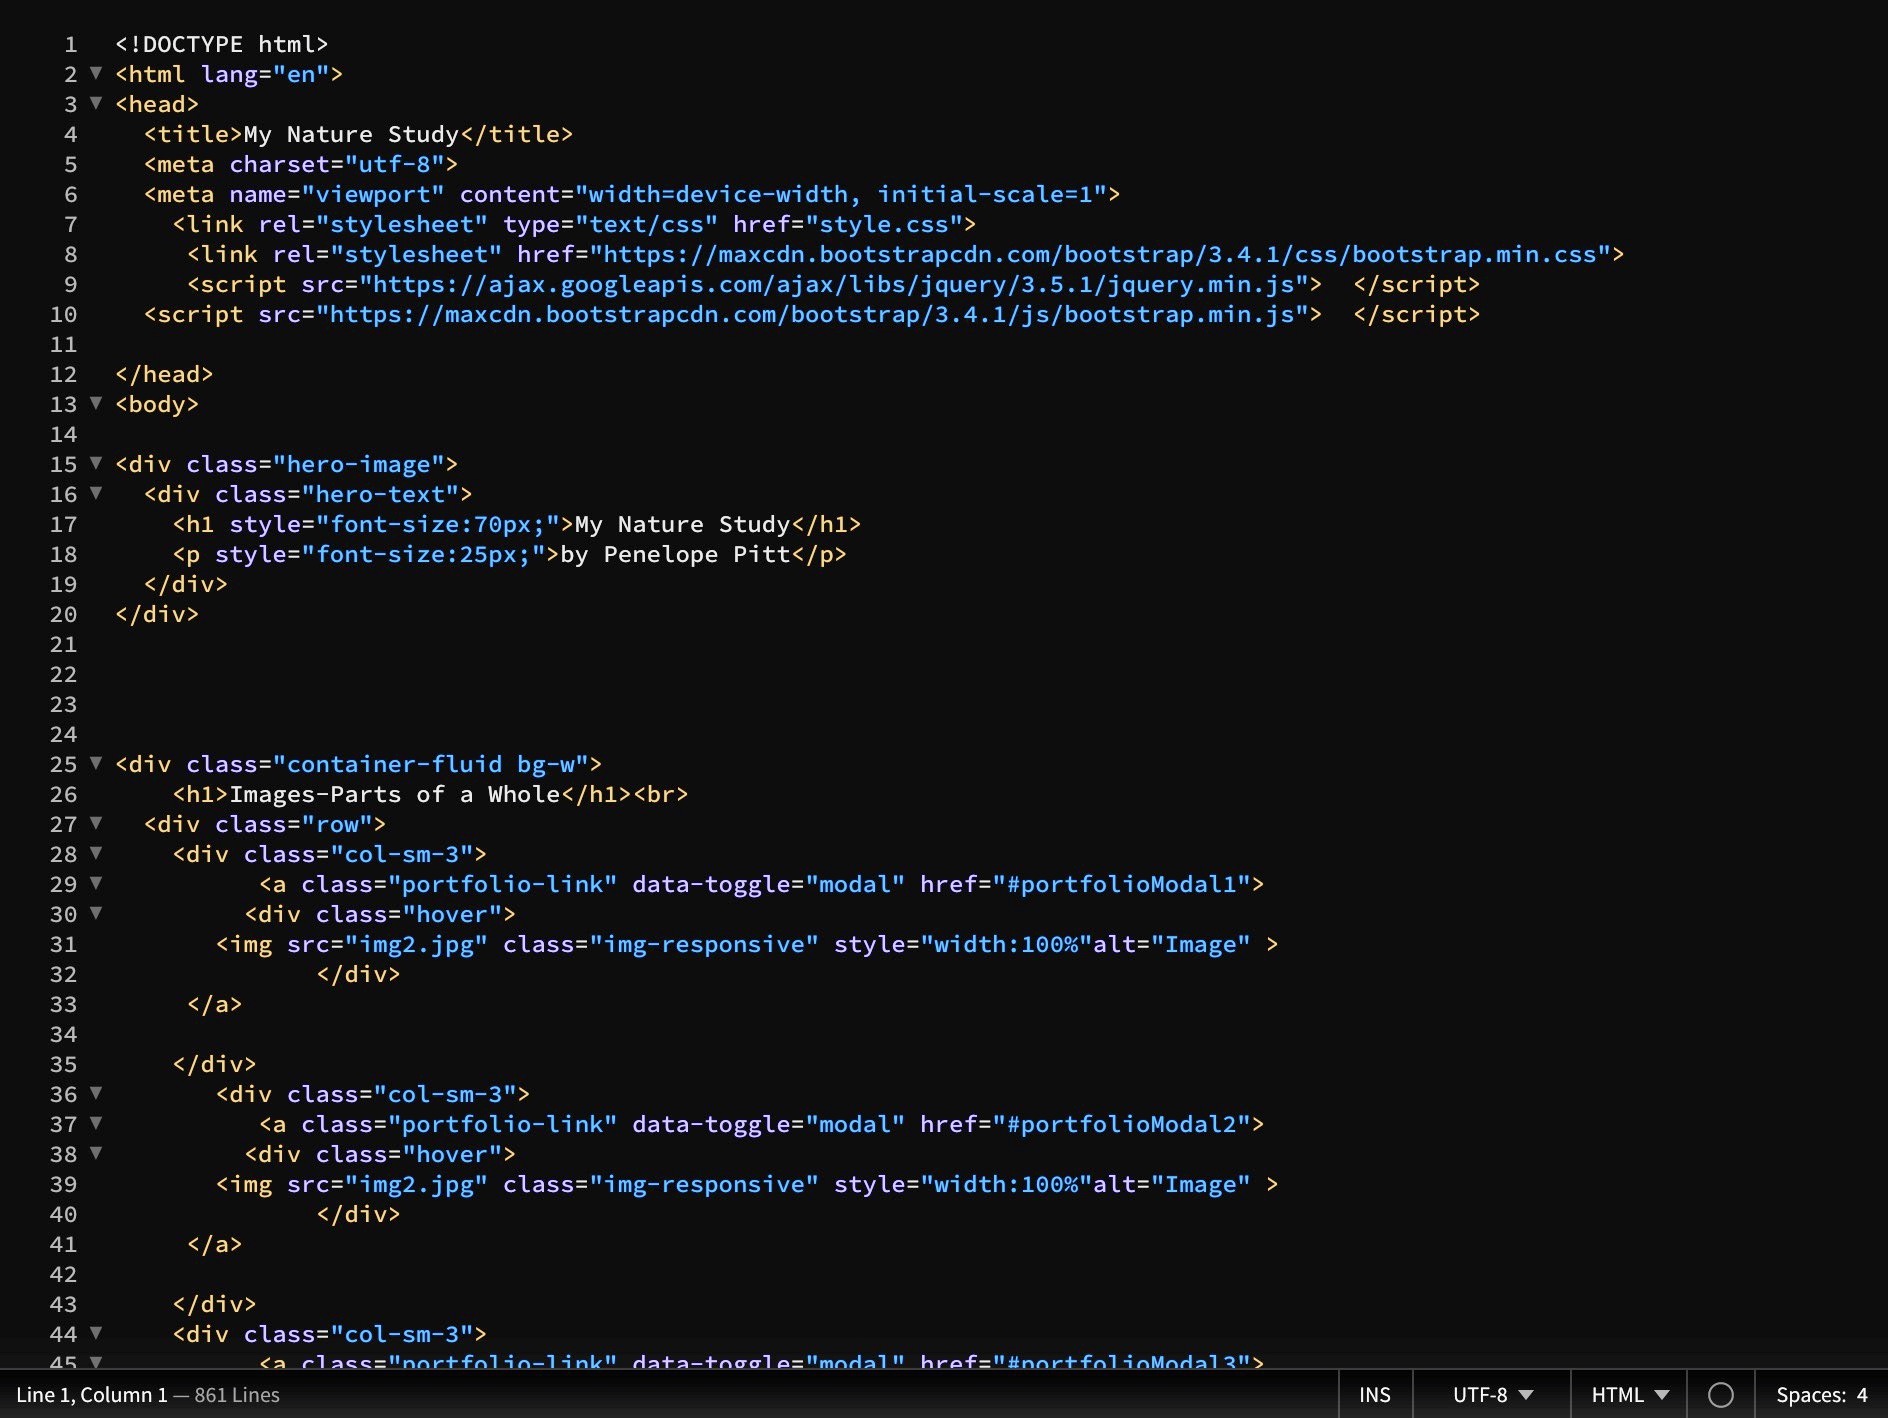 1 <!DOCTYPE html>
2 ▼ <html lang="en">
3 ▼ <head>
4   <title>My Nature Study</title>
5   <meta charset="utf-8">
6   <meta name="viewport" content="width=device-width, initial-scale=1">
7     <link rel="stylesheet" type="text/css" href="style.css">
8      <link rel="stylesheet" href="https://maxcdn.bootstrapcdn.com/bootstrap/3.4.1/css/bootstrap.min.css">
9      <script src="https://ajax.googleapis.com/ajax/libs/jquery/3.5.1/jquery.min.js">  </script>
10   <script src="https://maxcdn.bootstrapcdn.com/bootstrap/3.4.1/js/bootstrap.min.js">  </script>
11
12 </head>
13 ▼ <body>
14
15 ▼ <div class="hero-image">
16 ▼   <div class="hero-text">
17     <h1 style="font-size:70px;">My Nature Study</h1>
18     <p style="font-size:25px;">by Penelope Pitt</p>
19   </div>
20 </div>
21
22
23
24
25 ▼ <div class="container-fluid bg-w">
26     <h1>Images-Parts of a Whole</h1><br>
27 ▼   <div class="row">
28 ▼     <div class="col-sm-3">
29 ▼           <a class="portfolio-link" data-toggle="modal" href="#portfolioModal1">
30 ▼          <div class="hover">
31        <img src="img2.jpg" class="img-responsive" style="width:100%"alt="Image" >
32               </div>
33      </a>
34
35     </div>
36 ▼        <div class="col-sm-3">
37 ▼           <a class="portfolio-link" data-toggle="modal" href="#portfolioModal2">
38 ▼          <div class="hover">
39        <img src="img2.jpg" class="img-responsive" style="width:100%"alt="Image" >
40               </div>
41      </a>
42
43     </div>
44 ▼     <div class="col-sm-3">
45 ▼           <a class="portfolio-link" data-toggle="modal" href="#portfolioModal3">
Line 1, Column 1 — 861 Lines INS UTF-8 ▼ HTML ▼ Spaces: 4